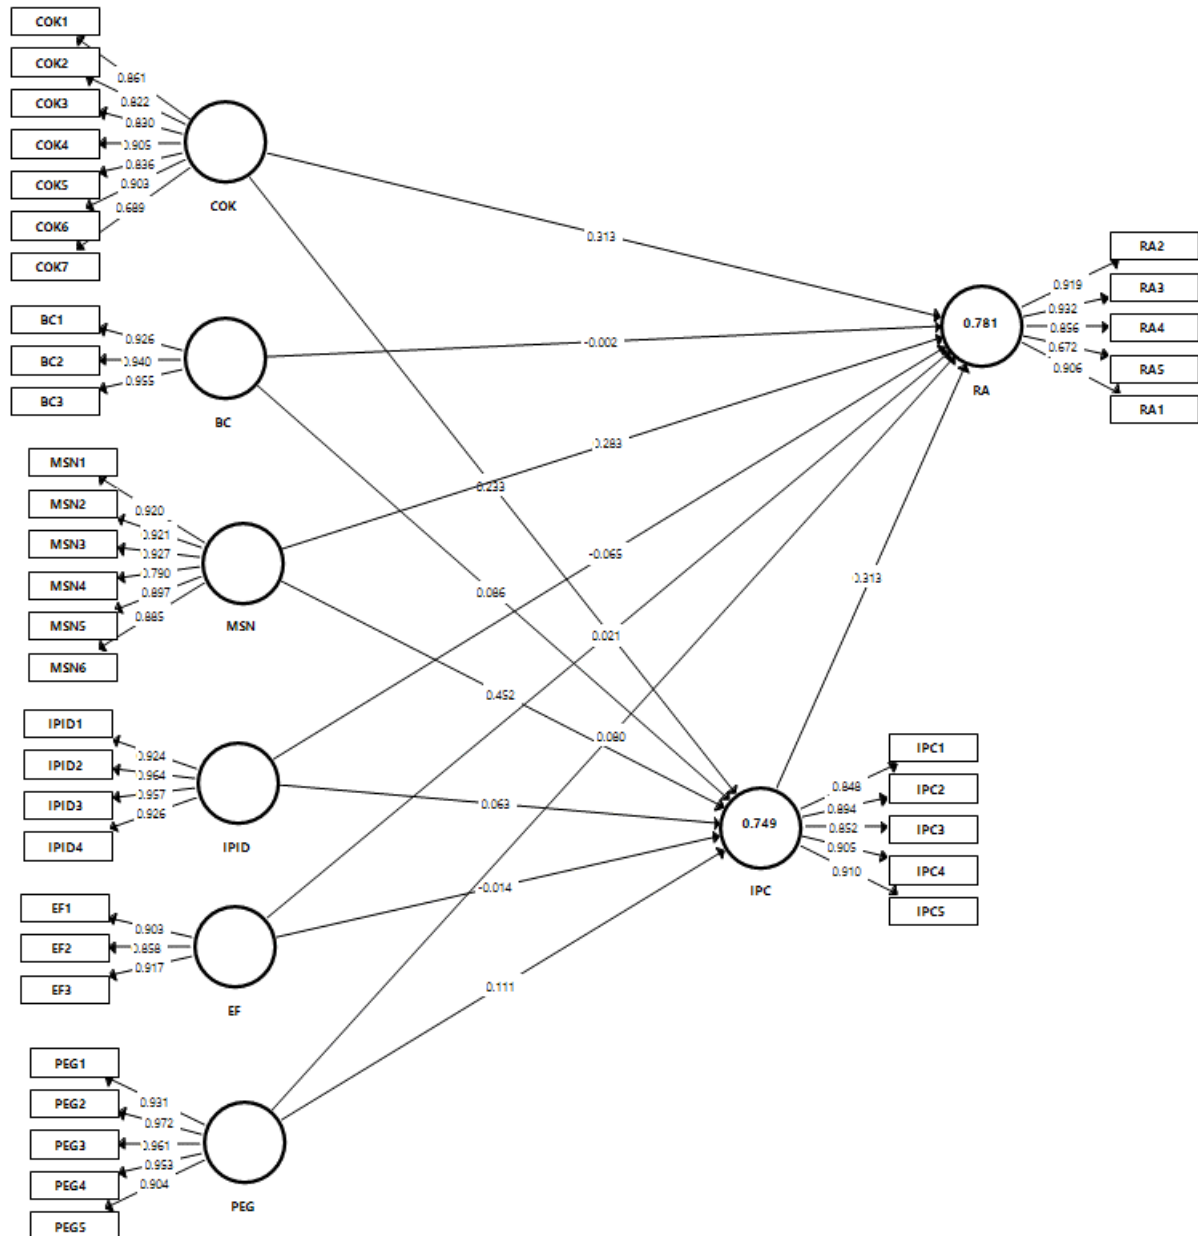 COK1
COK2
COK3
COK4
COK5
COK6
COK7
0.861
0.822
0.830
0.905
0.836
0.903
0.689
COK
BC1
BC2
BC3
0.926
0.940
0.955
BC
MSN1
MSN2
MSN3
MSN4
MSN5
MSN6
0.920
0.921
0.927
0.790
0.897
0.885
MSN
IPID1
IPID2
IPID3
IPID4
0.924
0.964
0.957
0.926
IPID
EF1
EF2
EF3
0.903
0.858
0.917
EF
PEG1
PEG2
PEG3
PEG4
PEG5
0.931
0.972
0.961
0.953
0.904
PEG
0.313
-0.002
0.283
0.233
-0.065
0.086
0.021
0.452
0.080
0.063
-0.014
0.111
0.313
0.781
RA
0.919
0.932
0.856
0.672
0.906
RA2
RA3
RA4
RA5
RA1
0.749
IPC
0.848
0.894
0.852
0.905
0.910
IPC1
IPC2
IPC3
IPC4
IPC5